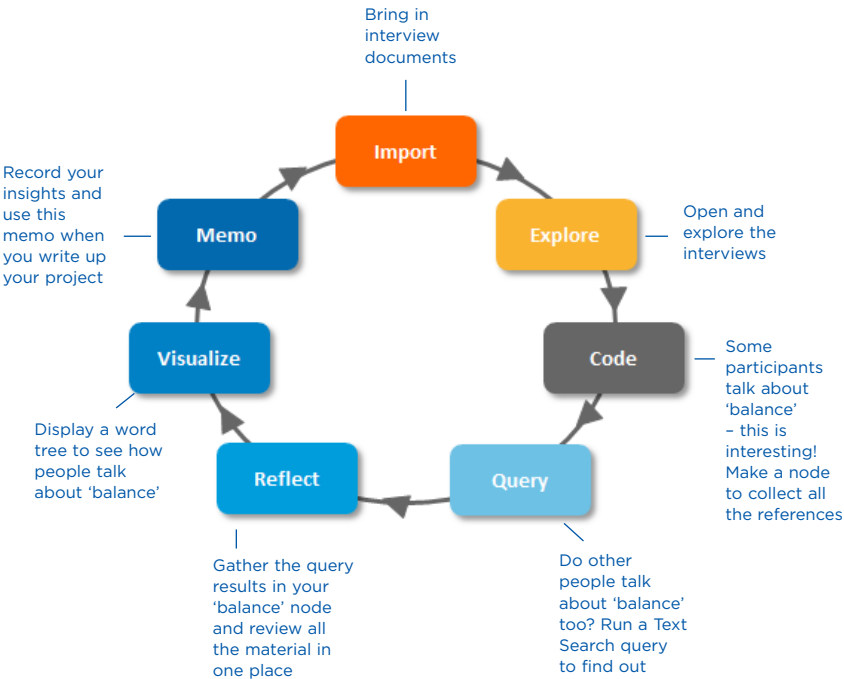 Bring in
interview
documents
Import
Explore
Open and
explore the
interviews
Code
Some
participants
talk about
‘balance’
– this is
interesting!
Make a node
to collect all
the references
Query
Do other
people talk
about ‘balance’
too? Run a Text
Search query
to find out
Reflect
Gather the query
results in your
‘balance’ node
and review all
the material in
one place
Visualize
Display a word
tree to see how
people talk
about ‘balance’
Memo
Record your
insights and
use this
memo when
you write up
your project